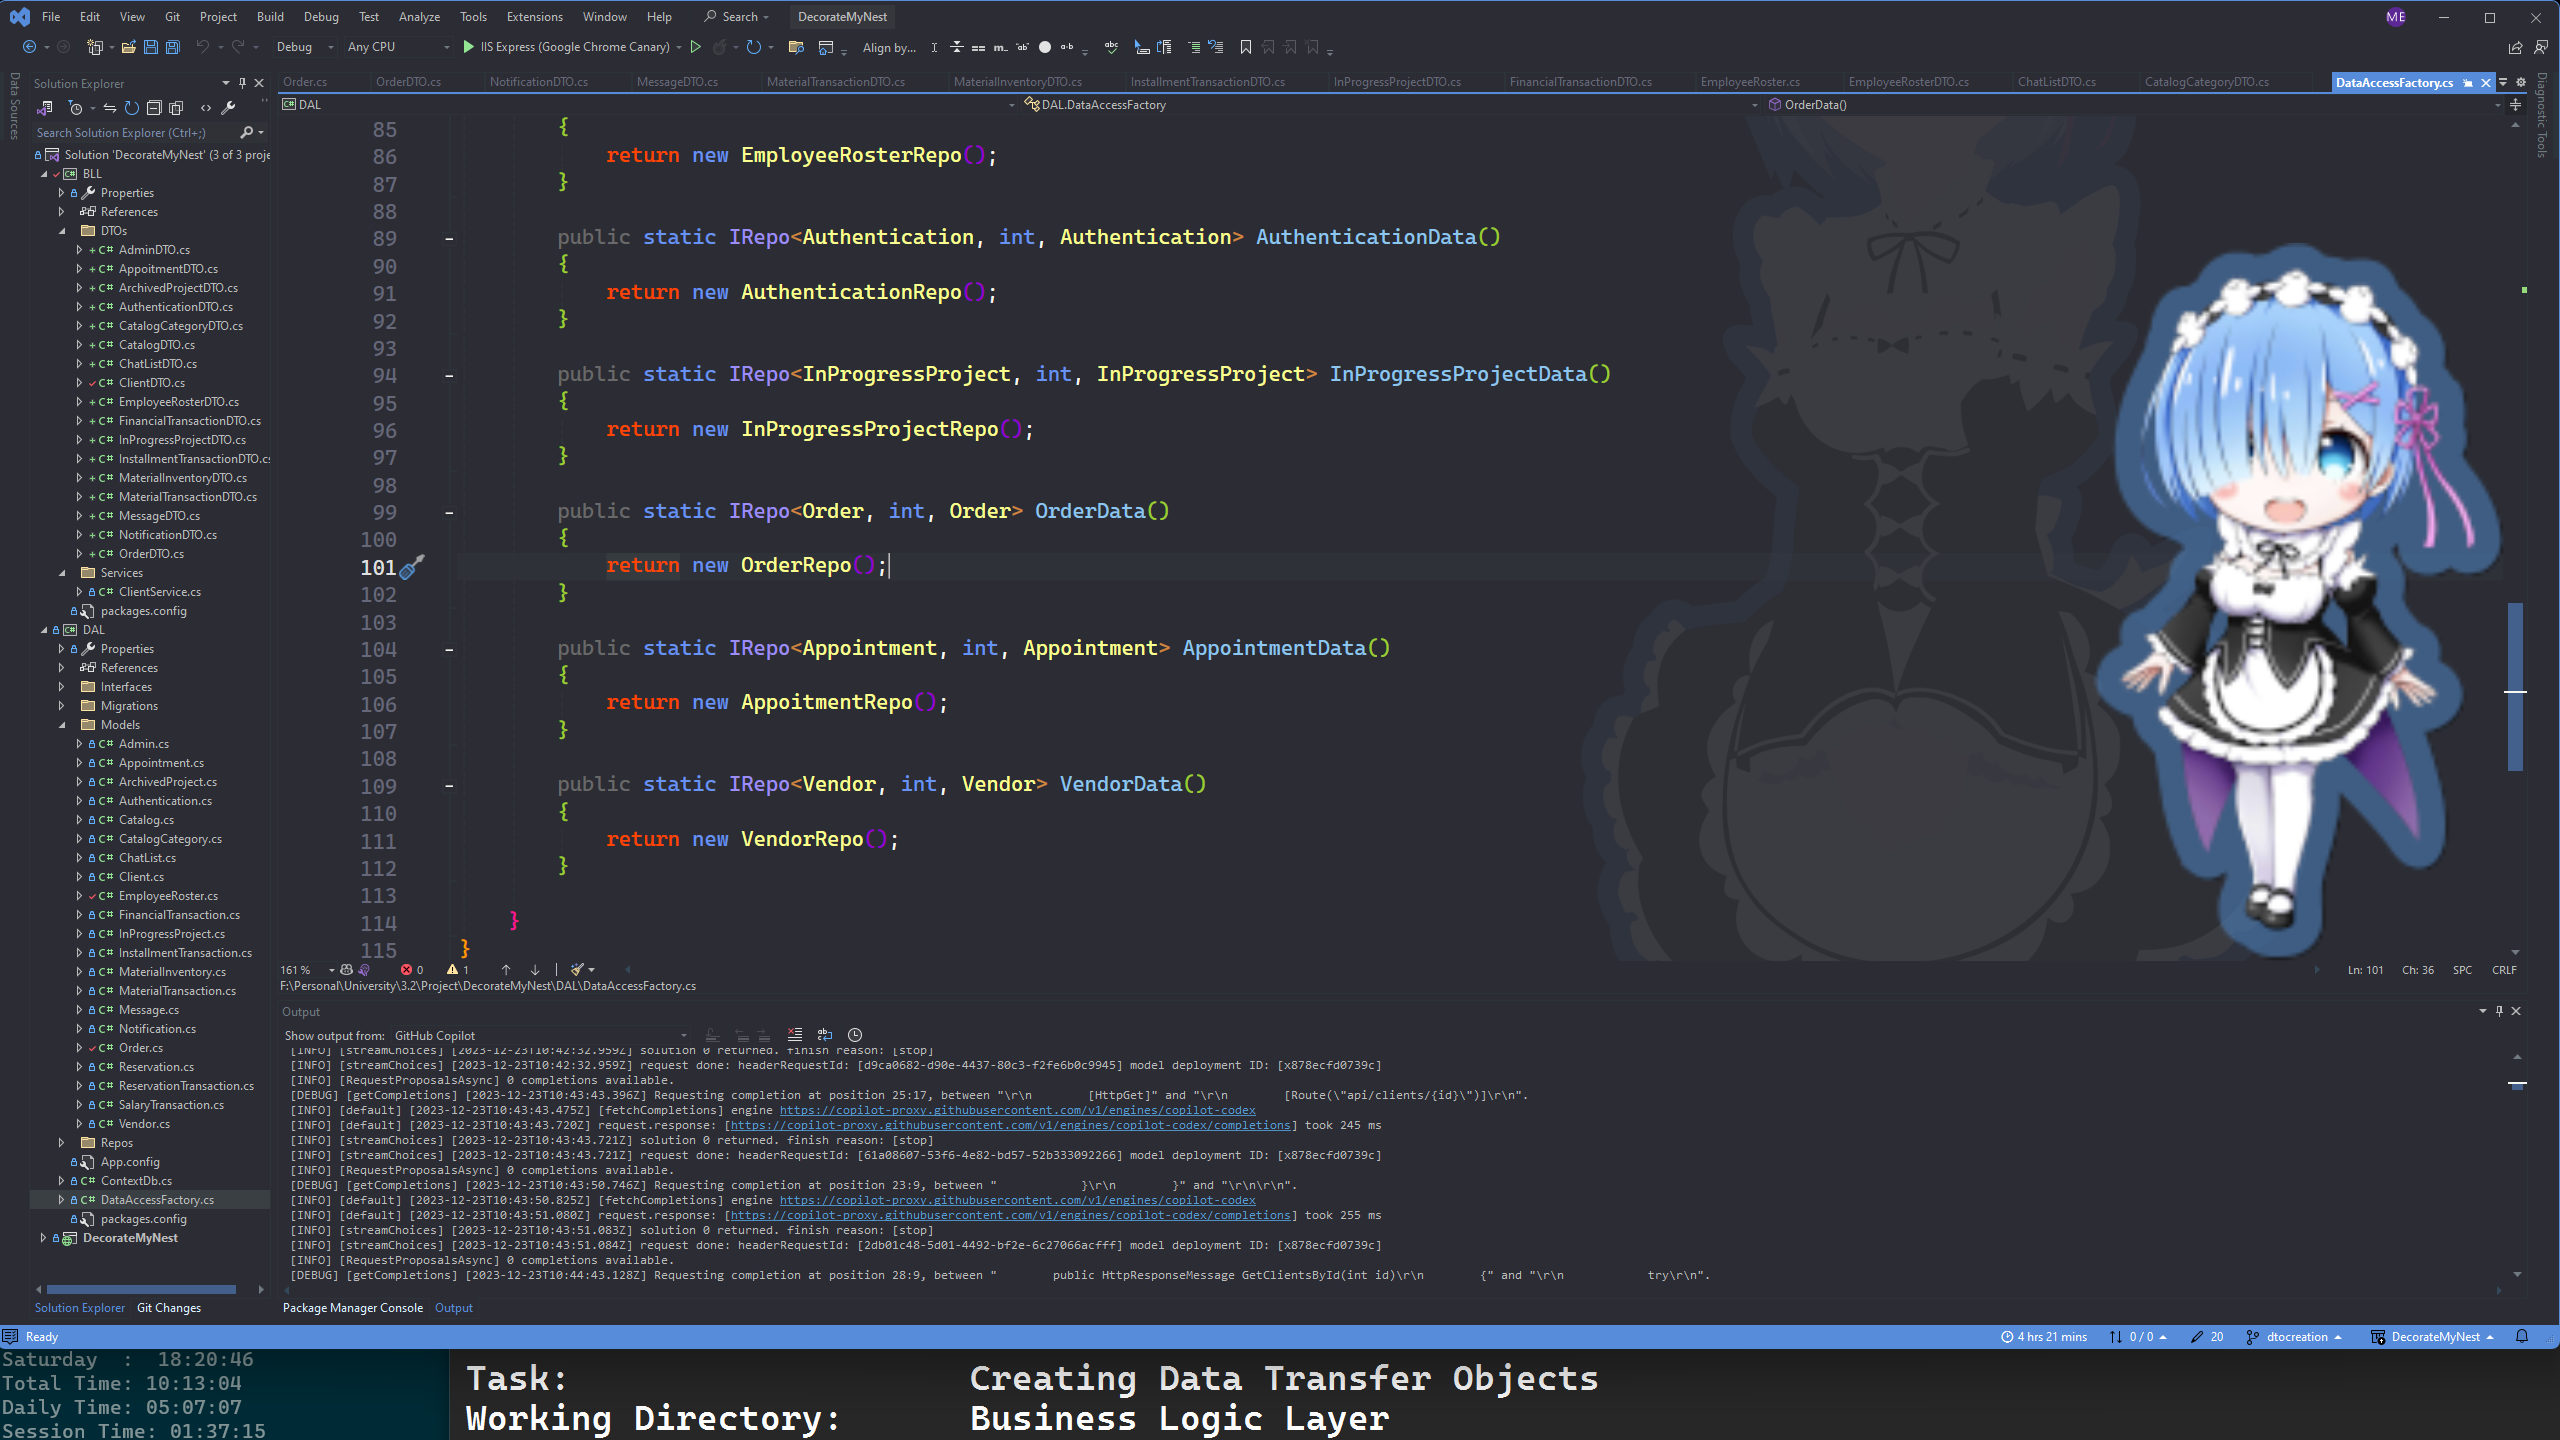 File Edit View Git Project Build Debug Test Analyze Tools Extensions Window Help Search DecorateMyNest ME
Debug Any CPU IIS Express (Google Chrome Canary) Align by...
Data Sources
Solution Explorer
Search Solution Explorer (Ctrl+;)
Solution 'DecorateMyNest' (3 of 3 proje
BLL
Properties
References
DTOs
C# AdminDTO.cs
C# AppoitmentDTO.cs
C# ArchivedProjectDTO.cs
C# AuthenticationDTO.cs
C# CatalogCategoryDTO.cs
C# CatalogDTO.cs
C# ChatListDTO.cs
C# ClientDTO.cs
C# EmployeeRosterDTO.cs
C# FinancialTransactionDTO.cs
C# InProgressProjectDTO.cs
C# InstallmentTransactionDTO.cs
C# MaterialInventoryDTO.cs
C# MaterialTransactionDTO.cs
C# MessageDTO.cs
C# NotificationDTO.cs
C# OrderDTO.cs
Services
C# ClientService.cs
packages.config
DAL
Properties
References
Interfaces
Migrations
Models
C# Admin.cs
C# Appointment.cs
C# ArchivedProject.cs
C# Authentication.cs
C# Catalog.cs
C# CatalogCategory.cs
C# ChatList.cs
C# Client.cs
C# EmployeeRoster.cs
C# FinancialTransaction.cs
C# InProgressProject.cs
C# InstallmentTransaction.cs
C# MaterialInventory.cs
C# MaterialTransaction.cs
C# Message.cs
C# Notification.cs
C# Order.cs
C# Reservation.cs
C# ReservationTransaction.cs
C# SalaryTransaction.cs
C# Vendor.cs
Repos
App.config
C# ContextDb.cs
C# DataAccessFactory.cs
packages.config
DecorateMyNest
Solution Explorer Git Changes
Order.cs OrderDTO.cs NotificationDTO.cs MessageDTO.cs MaterialTransactionDTO.cs MaterialInventoryDTO.cs InstallmentTransactionDTO.cs InProgressProjectDTO.cs FinancialTransactionDTO.cs EmployeeRoster.cs EmployeeRosterDTO.cs ChatListDTO.cs CatalogCategoryDTO.cs DataAccessFactory.cs
C# DAL DAL.DataAccessFactory OrderData()
Diagnostic Tools
85 {
86 return new EmployeeRosterRepo();
87 }
88
89 public static IRepo<Authentication, int, Authentication> AuthenticationData()
90 {
91 return new AuthenticationRepo();
92 }
93
94 public static IRepo<InProgressProject, int, InProgressProject> InProgressProjectData()
95 {
96 return new InProgressProjectRepo();
97 }
98
99 public static IRepo<Order, int, Order> OrderData()
100 {
101 return new OrderRepo();
102 }
103
104 public static IRepo<Appointment, int, Appointment> AppointmentData()
105 {
106 return new AppoitmentRepo();
107 }
108
109 public static IRepo<Vendor, int, Vendor> VendorData()
110 {
111 return new VendorRepo();
112 }
113
114 }
115 }
161 % 0 1 Ln: 101 Ch: 36 SPC CRLF
F:\Personal\University\3.2\Project\DecorateMyNest\DAL\DataAccessFactory.cs
Output
Show output from: GitHub Copilot
[INFO] [streamChoices] [2023-12-23T10:42:32.959Z] solution 0 returned. finish reason: [stop]
[INFO] [streamChoices] [2023-12-23T10:42:32.959Z] request done: headerRequestId: [d9ca0682-d90e-4437-80c3-f2fe6b0c9945] model deployment ID: [x878ecfd0739c]
[INFO] [RequestProposalsAsync] 0 completions available.
[DEBUG] [getCompletions] [2023-12-23T10:43:43.396Z] Requesting completion at position 25:17, between "\r\n [HttpGet]" and "\r\n [Route(\"api/clients/{id}\")]\r\n".
[INFO] [default] [2023-12-23T10:43:43.475Z] [fetchCompletions] engine https://copilot-proxy.githubusercontent.com/v1/engines/copilot-codex
[INFO] [default] [2023-12-23T10:43:43.720Z] request.response: [https://copilot-proxy.githubusercontent.com/v1/engines/copilot-codex/completions] took 245 ms
[INFO] [streamChoices] [2023-12-23T10:43:43.721Z] solution 0 returned. finish reason: [stop]
[INFO] [streamChoices] [2023-12-23T10:43:43.721Z] request done: headerRequestId: [61a08607-53f6-4e82-bd57-52b333092266] model deployment ID: [x878ecfd0739c]
[INFO] [RequestProposalsAsync] 0 completions available.
[DEBUG] [getCompletions] [2023-12-23T10:43:50.746Z] Requesting completion at position 23:9, between " }\r\n }" and "\r\n\r\n".
[INFO] [default] [2023-12-23T10:43:50.825Z] [fetchCompletions] engine https://copilot-proxy.githubusercontent.com/v1/engines/copilot-codex
[INFO] [default] [2023-12-23T10:43:51.080Z] request.response: [https://copilot-proxy.githubusercontent.com/v1/engines/copilot-codex/completions] took 255 ms
[INFO] [streamChoices] [2023-12-23T10:43:51.083Z] solution 0 returned. finish reason: [stop]
[INFO] [streamChoices] [2023-12-23T10:43:51.084Z] request done: headerRequestId: [2db01c48-5d01-4492-bf2e-6c27066acfff] model deployment ID: [x878ecfd0739c]
[INFO] [RequestProposalsAsync] 0 completions available.
[DEBUG] [getCompletions] [2023-12-23T10:44:43.128Z] Requesting completion at position 28:9, between " public HttpResponseMessage GetClientsById(int id)\r\n {" and "\r\n try\r\n".
Package Manager Console Output
Ready 4 hrs 21 mins 0 / 0 20 dtocreation DecorateMyNest
Saturday : 18:20:46
Total Time: 10:13:04
Daily Time: 05:07:07
Session Time: 01:37:15
Task: Creating Data Transfer Objects
Working Directory: Business Logic Layer